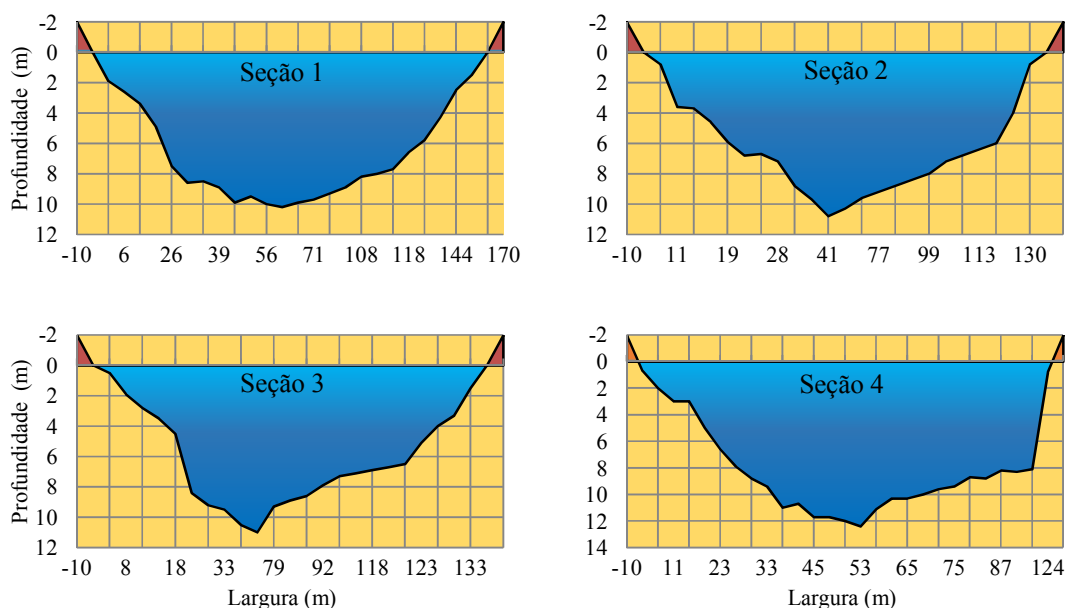 -2
0
2
4
6
8
10
12
Profundidade (m)
Seção 1
-10 6 26 39 56 71 108 118 144 170
-2
0
2
4
6
8
10
12
Seção 2
-10 11 19 28 41 77 99 113 130
-2
0
2
4
6
8
10
12
Profundidade (m)
Seção 3
-10 8 18 33 79 92 118 123 133
Largura (m)
-2
0
2
4
6
8
10
12
14
Seção 4
-10 11 23 33 45 53 65 75 87 124
Largura (m)